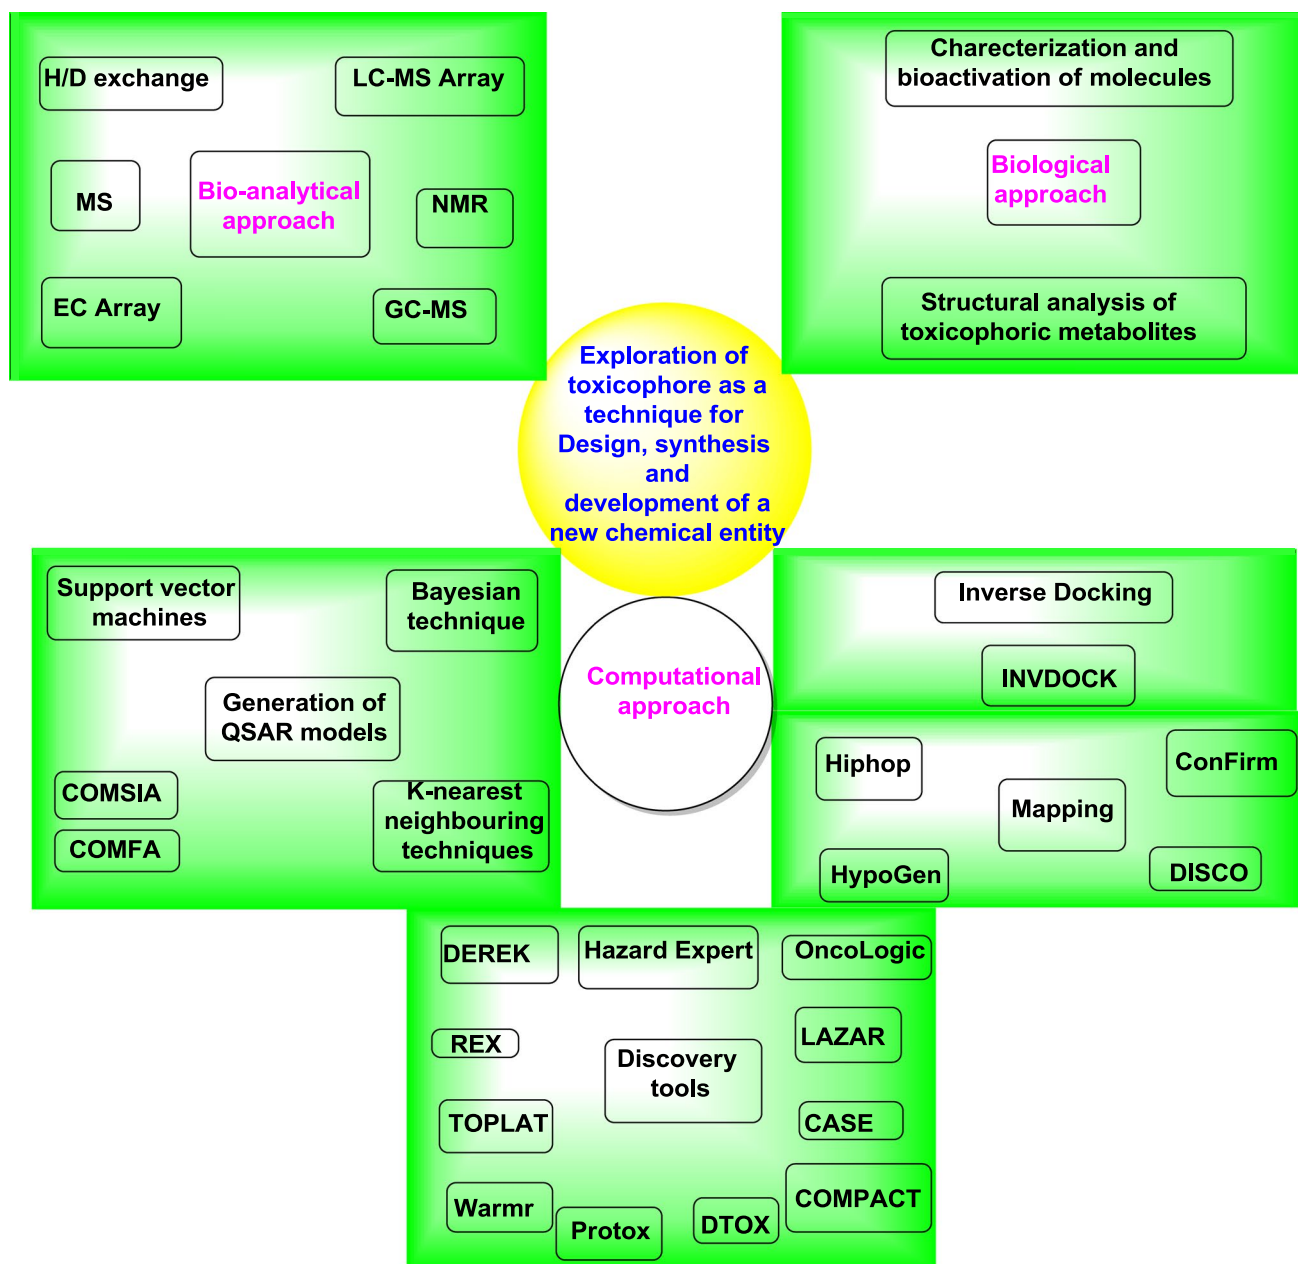 H/D exchange
LC-MS Array
MS
Bio-analytical
approach
NMR
EC Array
GC-MS
Charecterization and
bioactivation of molecules
Biological
approach
Structural analysis of
toxicophoric metabolites
Exploration of
toxicophore as a
technique for
Design, synthesis
and
development of a
new chemical entity
Support vector
machines
Bayesian
technique
Generation of
QSAR models
COMSIA
COMFA
K-nearest
neighbouring
techniques
Computational
approach
Inverse Docking
INVDOCK
Hiphop
ConFirm
Mapping
HypoGen
DISCO
DEREK
Hazard Expert
OncoLogic
REX
Discovery
tools
LAZAR
TOPLAT
CASE
Warmr
Protox
DTOX
COMPACT